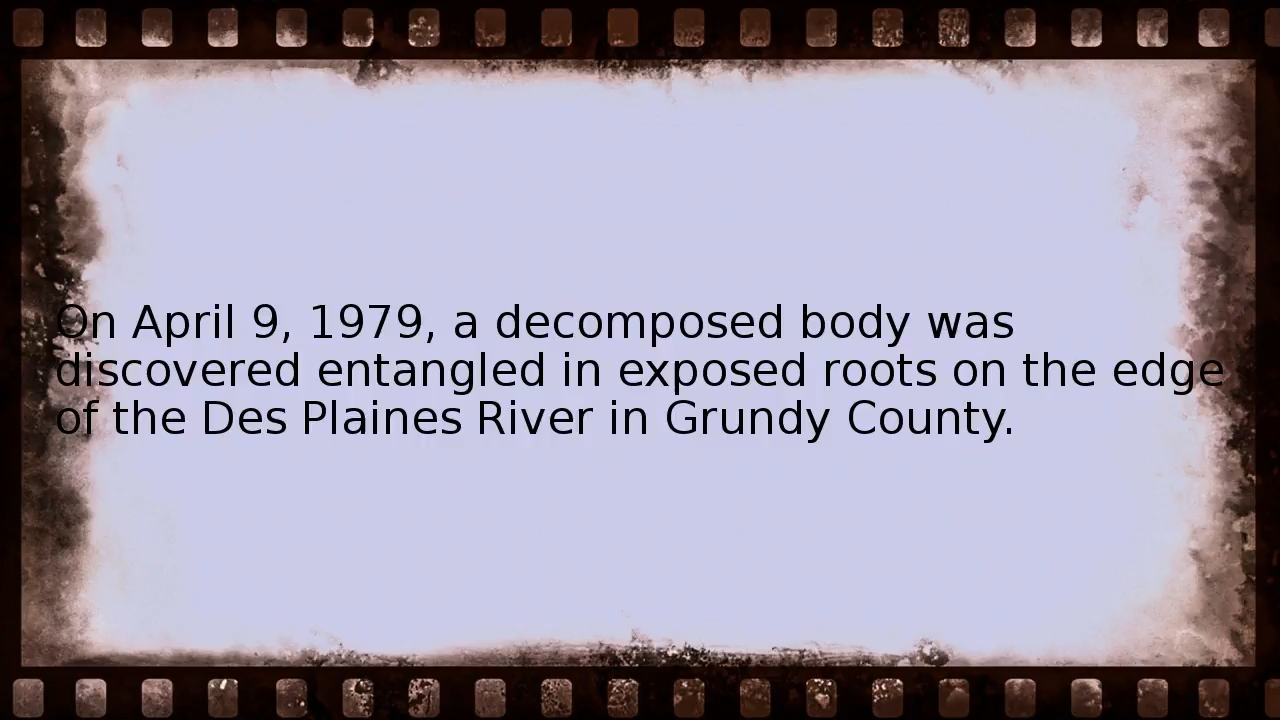 On April 9, 1979, a decomposed body was
discovered entangled in exposed roots on the edge
of the Des Plaines River in Grundy County.